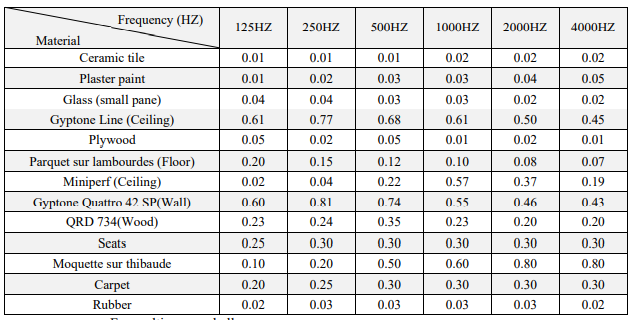 Frequency (HZ)
Material
125HZ 250HZ 500HZ 1000HZ 2000HZ 4000HZ
Ceramic tile 0.01 0.01 0.01 0.02 0.02 0.02
Plaster paint 0.01 0.02 0.03 0.03 0.04 0.05
Glass (small pane) 0.04 0.04 0.03 0.03 0.02 0.02
Gyptone Line (Ceiling) 0.61 0.77 0.68 0.61 0.50 0.45
Plywood 0.05 0.02 0.05 0.01 0.02 0.01
Parquet sur lambourdes (Floor) 0.20 0.15 0.12 0.10 0.08 0.07
Miniperf (Ceiling) 0.02 0.04 0.22 0.57 0.37 0.19
Gyptone Quattro 42 SP(Wall) 0.60 0.81 0.74 0.55 0.46 0.43
QRD 734(Wood) 0.23 0.24 0.35 0.23 0.20 0.20
Seats 0.25 0.30 0.30 0.30 0.30 0.30
Moquette sur thibaude 0.10 0.20 0.50 0.60 0.80 0.80
Carpet 0.20 0.25 0.30 0.30 0.30 0.30
Rubber 0.02 0.03 0.03 0.03 0.03 0.02